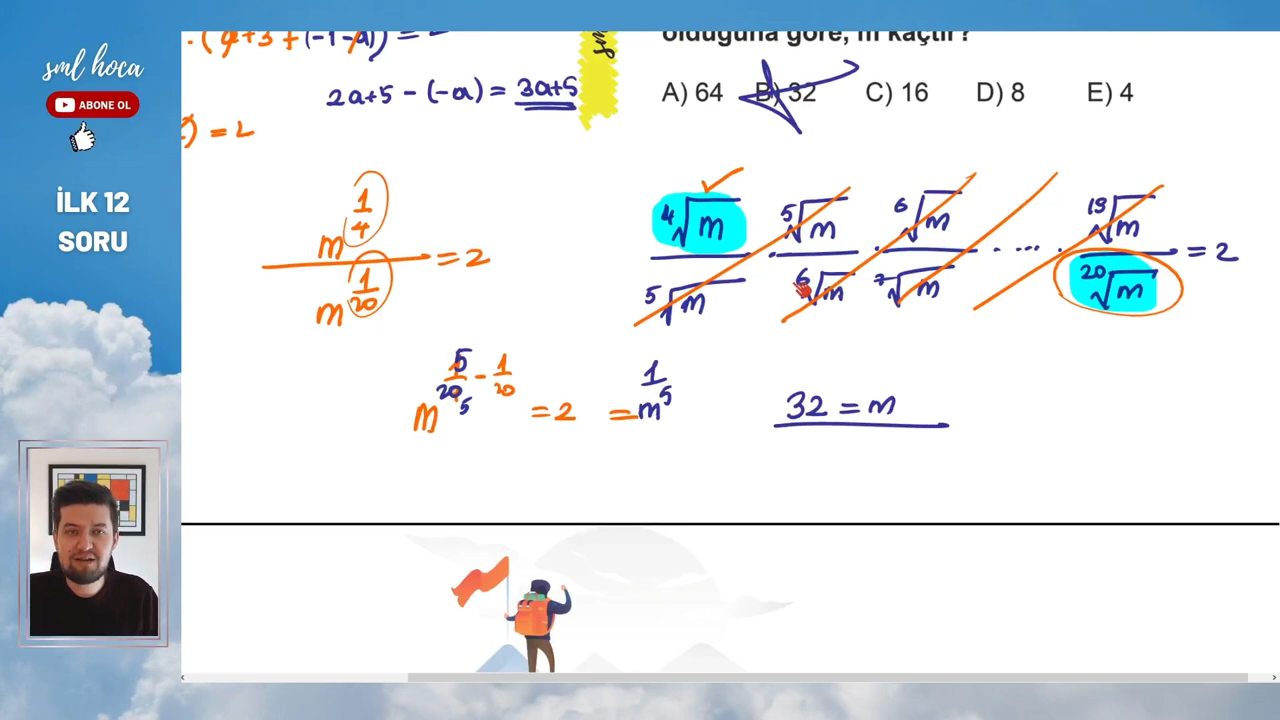 sml hoca
ABONE OL
İLK 12
SORU
2a+5 - (-a) = 3a+5
) = 2
olduğuna göre, m kaçtır?
A) 64 B) 32 C) 16 D) 8 E) 4
m^(1/4) / m^(1/20) = 2
⁴√m / ⁵√m · ⁵√m / ⁶√m · ⁶√m / ⁷√m · .... · ¹⁹√m / ²⁰√m = 2
m^(5/20 - 1/20) = 2 = m^(1/5)
32 = m